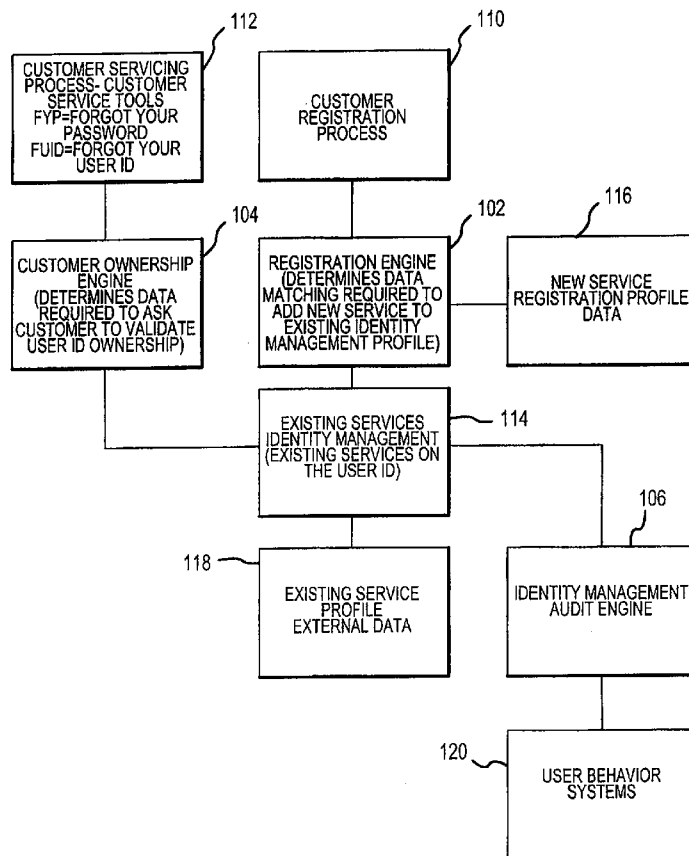 112
CUSTOMER SERVICING
PROCESS- CUSTOMER
SERVICE TOOLS
FYP=FORGOT YOUR
PASSWORD
FUID=FORGOT YOUR
USER ID
110
CUSTOMER
REGISTRATION
PROCESS
104
CUSTOMER OWNERSHIP
ENGINE
(DETERMINES DATA
REQUIRED TO ASK
CUSTOMER TO VALIDATE
USER ID OWNERSHIP)
102
REGISTRATION ENGINE
(DETERMINES DATA
MATCHING REQUIRED TO
ADD NEW SERVICE TO
EXISTING IDENTITY
MANAGEMENT PROFILE)
116
NEW SERVICE
REGISTRATION PROFILE
DATA
114
EXISTING SERVICES
IDENTITY MANAGEMENT
(EXISTING SERVICES ON
THE USER ID)
118
EXISTING SERVICE
PROFILE
EXTERNAL DATA
106
IDENTITY MANAGEMENT
AUDIT ENGINE
120
USER BEHAVIOR
SYSTEMS